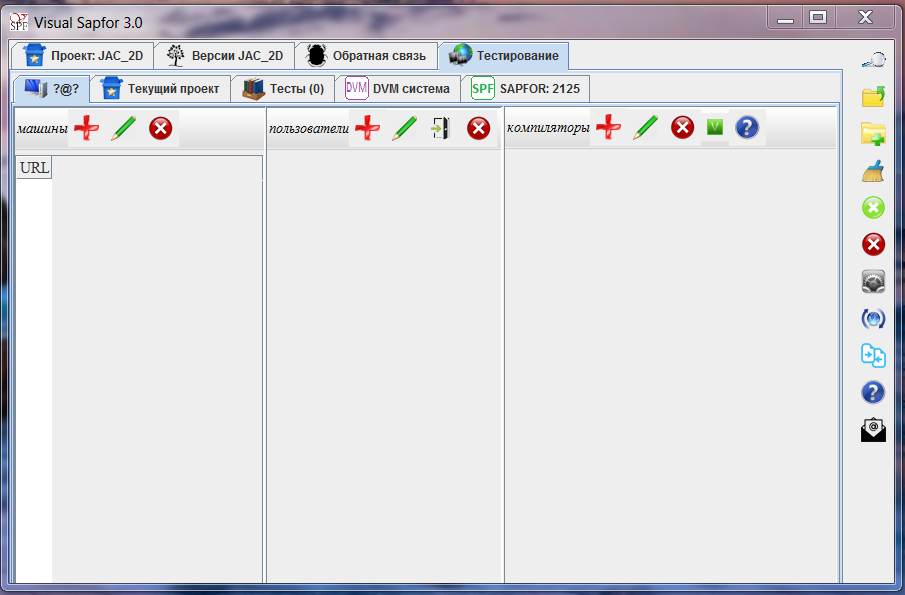 SPF Visual Sapfor 3.0
Проект: JAC_2D Версии JAC_2D Обратная связь Тестирование
?@? Текущий проект Тесты (0) DVM DVM система SPF SAPFOR: 2125
машины пользователи компиляторы V ?
URL
@